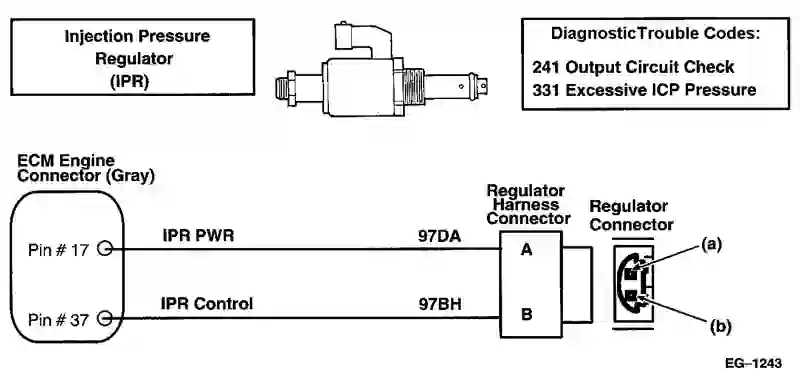 Injection Pressure
Regulator
(IPR)
DiagnosticTrouble Codes:
241 Output Circuit Check
331 Excessive ICP Pressure
ECM Engine
Connector (Gray)
Regulator
Harness
Connector
Regulator
Connector
Pin # 17
IPR PWR
97DA
A
(a)
Pin # 37
IPR Control
97BH
B
(b)
EG–1243